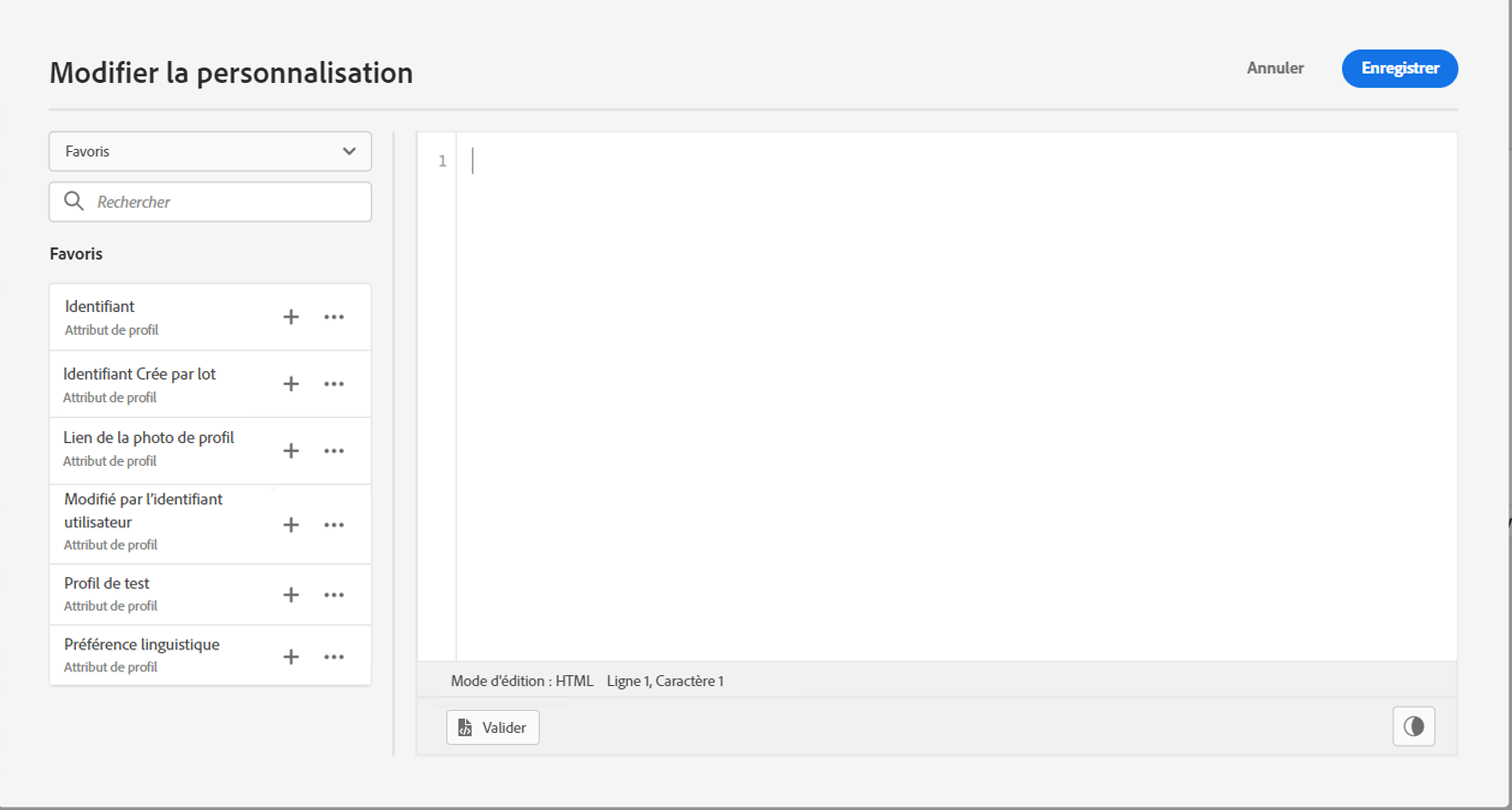 Modifier la personnalisation
Annuler
Enregistrer
Favoris
Rechercher
Favoris
Identifiant
Attribut de profil
Identifiant Crée par lot
Attribut de profil
Lien de la photo de profil
Attribut de profil
Modifié par l'identifiant
utilisateur
Attribut de profil
Profil de test
Attribut de profil
Préférence linguistique
Attribut de profil
1
Mode d'édition : HTML Ligne 1, Caractère 1
Valider